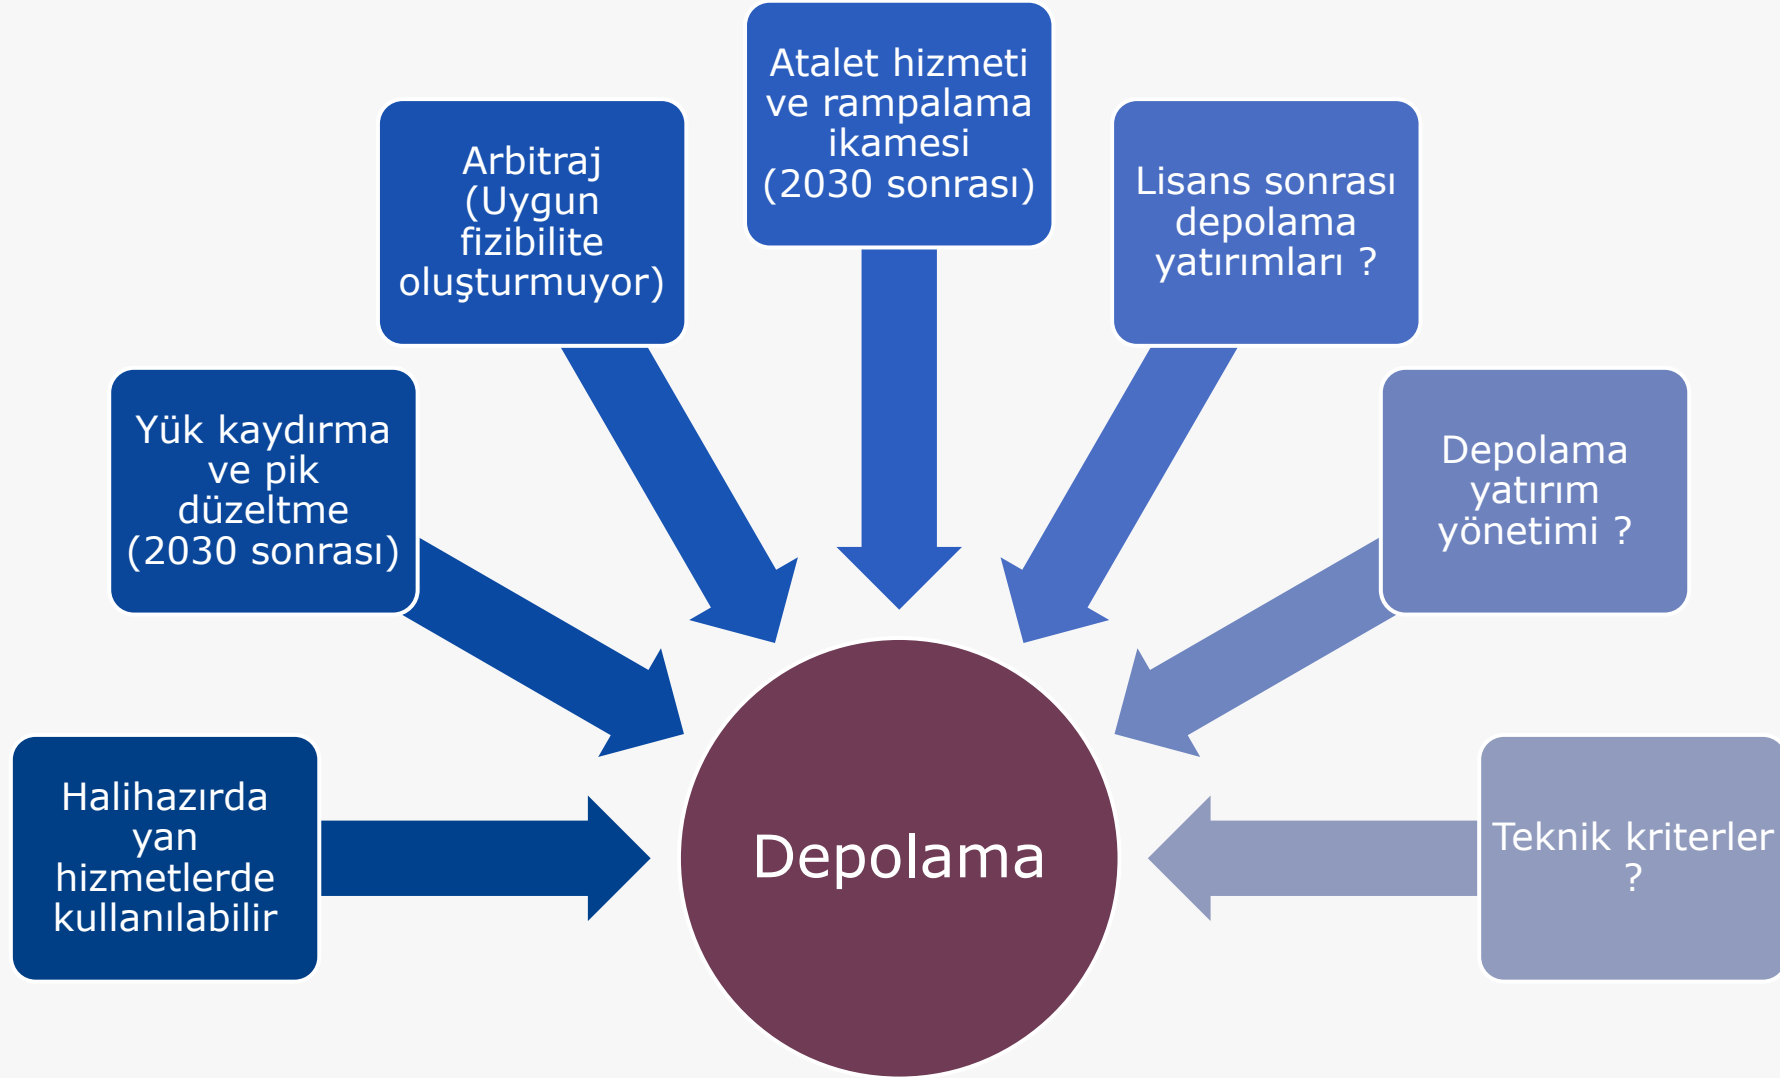 Atalet hizmeti
ve rampalama
ikamesi
(2030 sonrası)
Arbitraj
(Uygun
fizibilite
oluşturmuyor)
Lisans sonrası
depolama
yatırımları ?
Yük kaydırma
ve pik
düzeltme
(2030 sonrası)
Depolama
yatırım
yönetimi ?
Halihazırda
yan
hizmetlerde
kullanılabilir
Depolama
Teknik kriterler
?